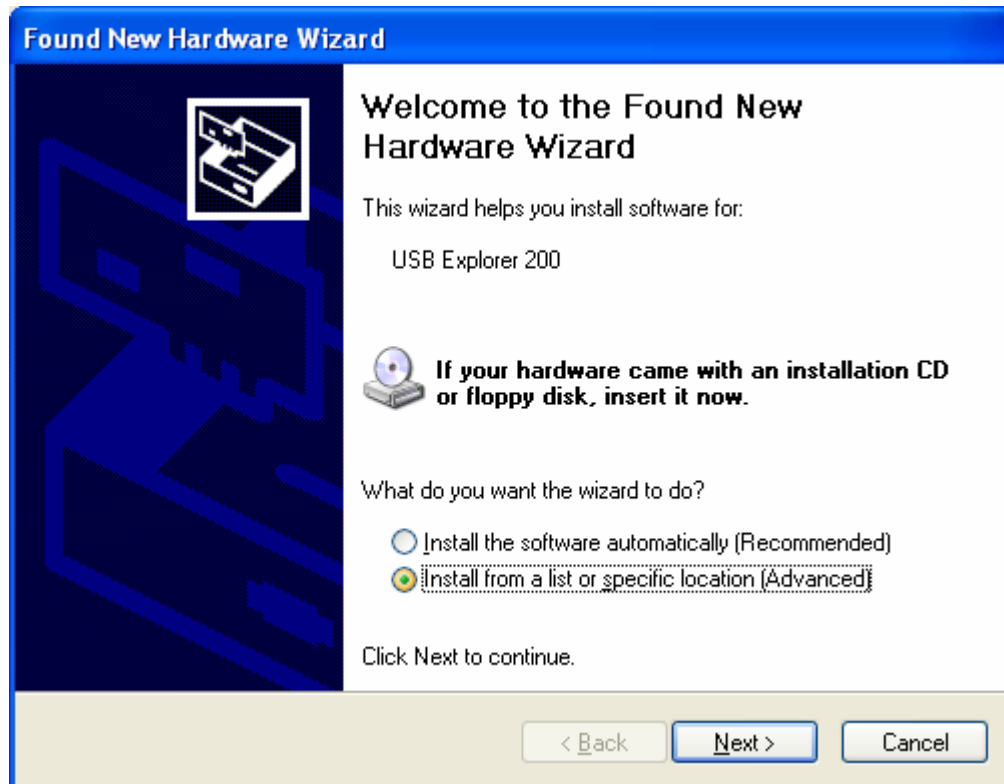 Found New Hardware Wizard
Welcome to the Found New
Hardware Wizard
This wizard helps you install software for:
USB Explorer 200
If your hardware came with an installation CD
or floppy disk, insert it now.
What do you want the wizard to do?
Install the software automatically (Recommended)
Install from a list or specific location (Advanced)
Click Next to continue.
< Back Next > Cancel